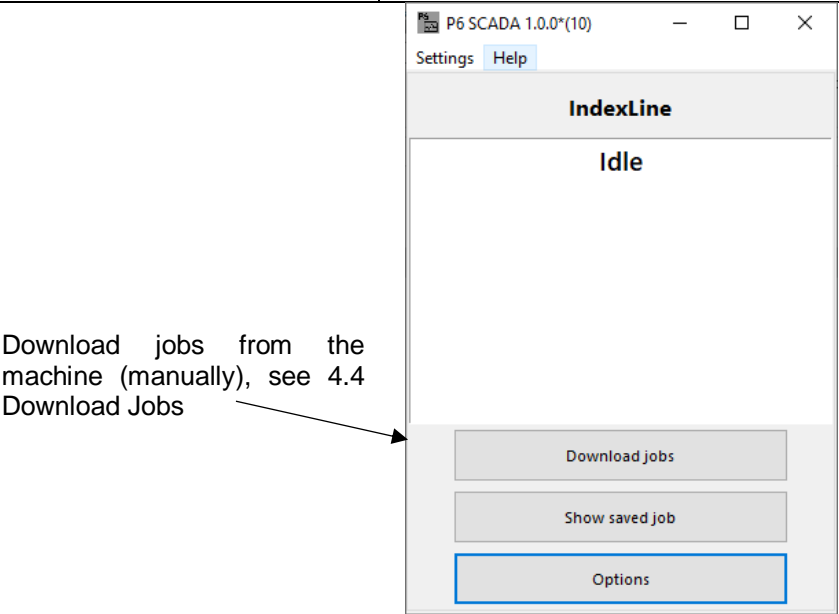 P6 SCADA 1.0.0*(10)
Settings Help
IndexLine
Idle
Download jobs from the
machine (manually), see 4.4
Download Jobs
Download jobs
Show saved job
Options